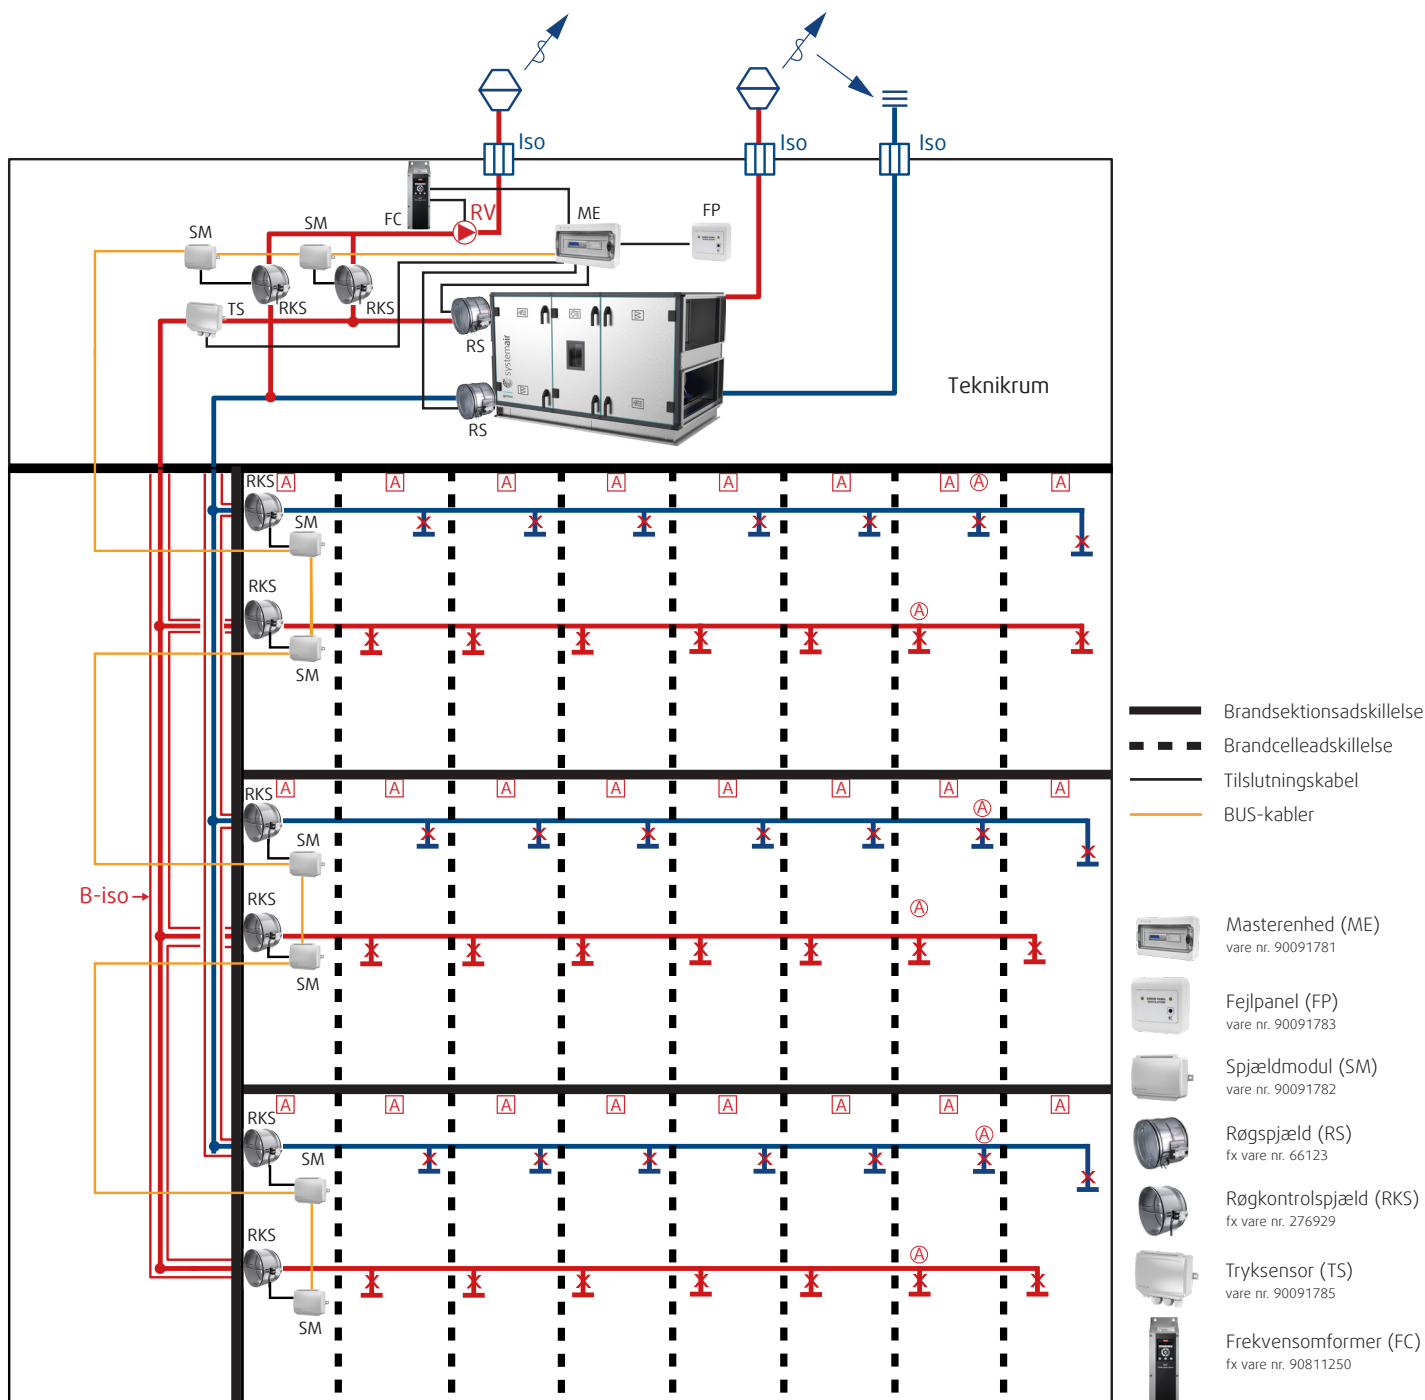 Iso Iso Iso
FC RV ME FP
SM SM
TS RKS RKS
RS
systemair
RS
Teknikrum
RKS A A A A A A A A A
SM
RKS
A
SM
RKS A A A A A A A A
A
SM
B-iso
RKS
A
SM
A A A A A A A A
RKS
A
SM
RKS
A
SM
Brandsektionsadskillelse
Brandcelleadskillelse
Tilslutningskabel
BUS-kabler
Masterenhed (ME)
vare nr. 90091781
Fejlpanel (FP)
vare nr. 90091783
Spjældmodul (SM)
vare nr. 90091782
Røgspjæld (RS)
fx vare nr. 66123
Røgkontrolspjæld (RKS)
fx vare nr. 276929
Tryksensor (TS)
vare nr. 90091785
Frekvensomformer (FC)
fx vare nr. 90811250